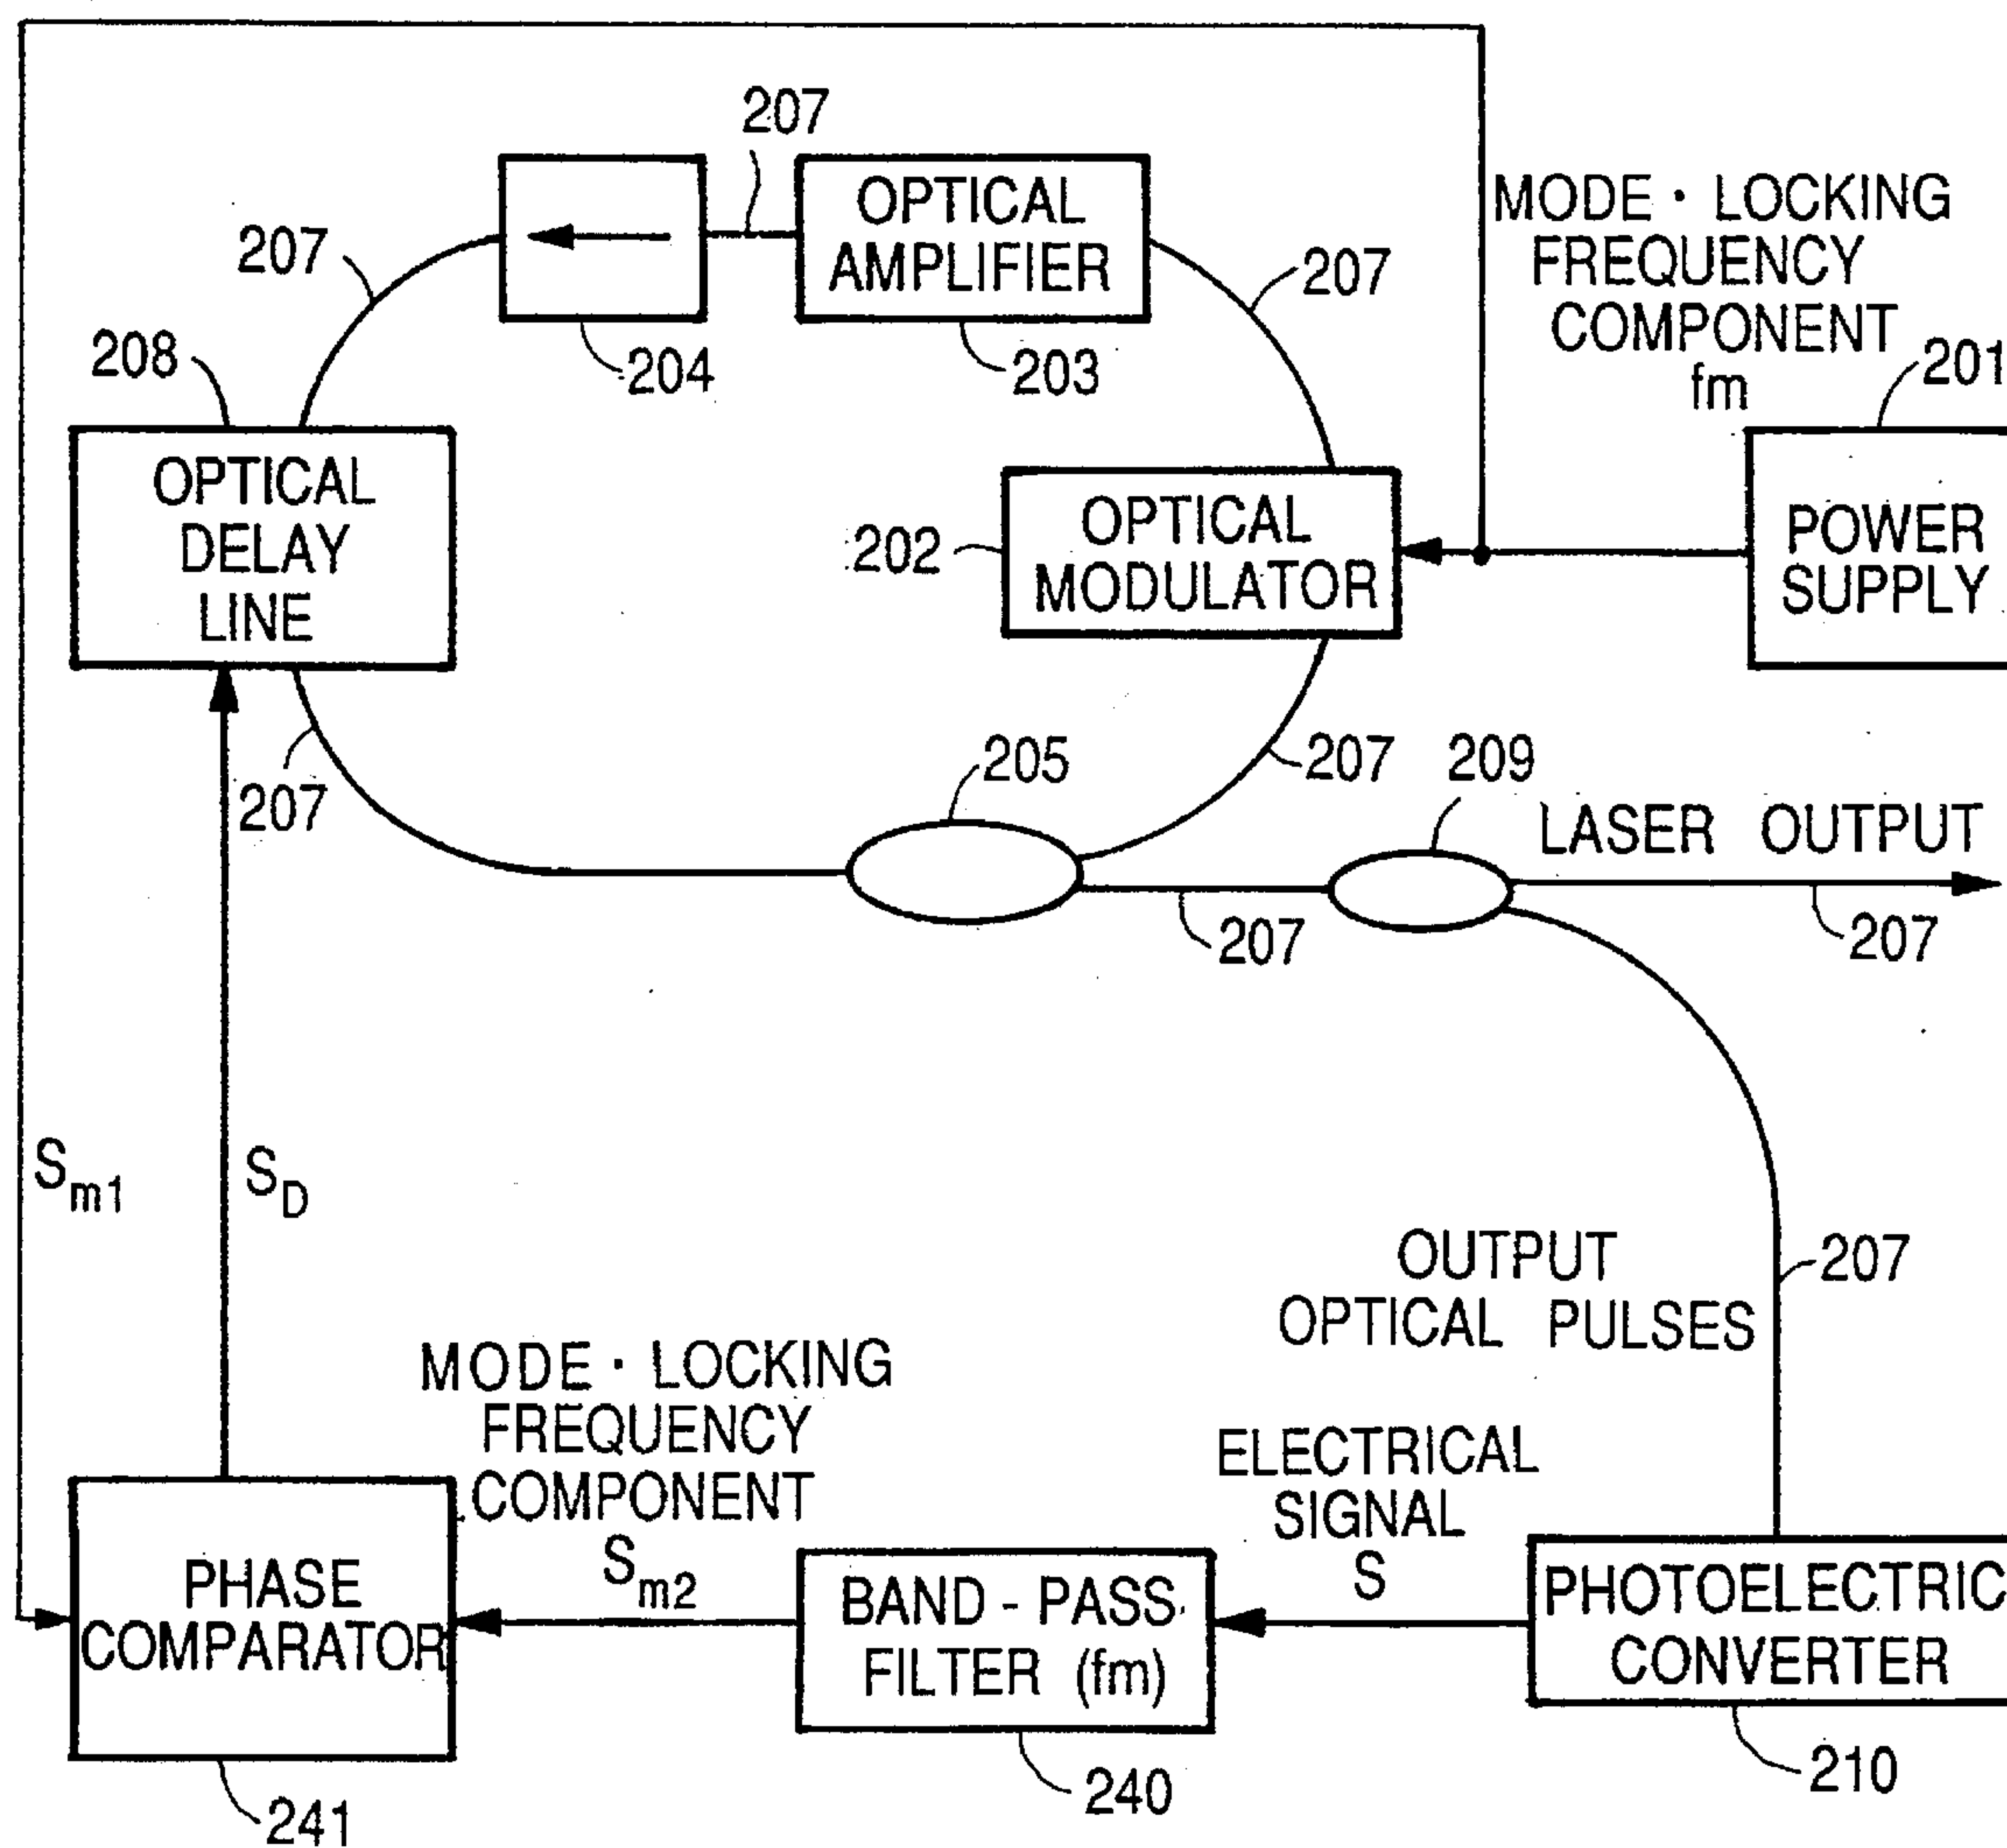 207
OPTICAL
AMPLIFIER
MODE · LOCKING
FREQUENCY
COMPONENT
fm
207
207
204
203
208
201
OPTICAL
DELAY
LINE
202
OPTICAL
MODULATOR
POWER
SUPPLY
207
205
207
209
LASER OUTPUT
207
207
Sm1
SD
OUTPUT
OPTICAL PULSES
207
MODE · LOCKING
FREQUENCY
COMPONENT
Sm2
ELECTRICAL
SIGNAL
S
PHASE
COMPARATOR
BAND - PASS
FILTER (fm)
PHOTOELECTRIC
CONVERTER
241
240
210